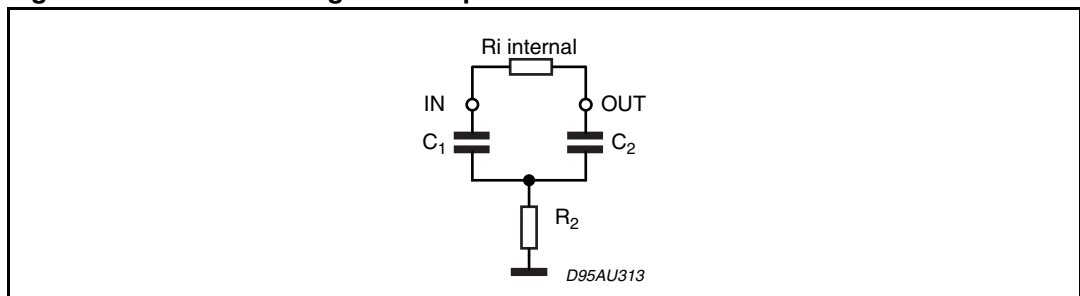 Ri internal
IN OUT
C1 C2
R2
D95AU313